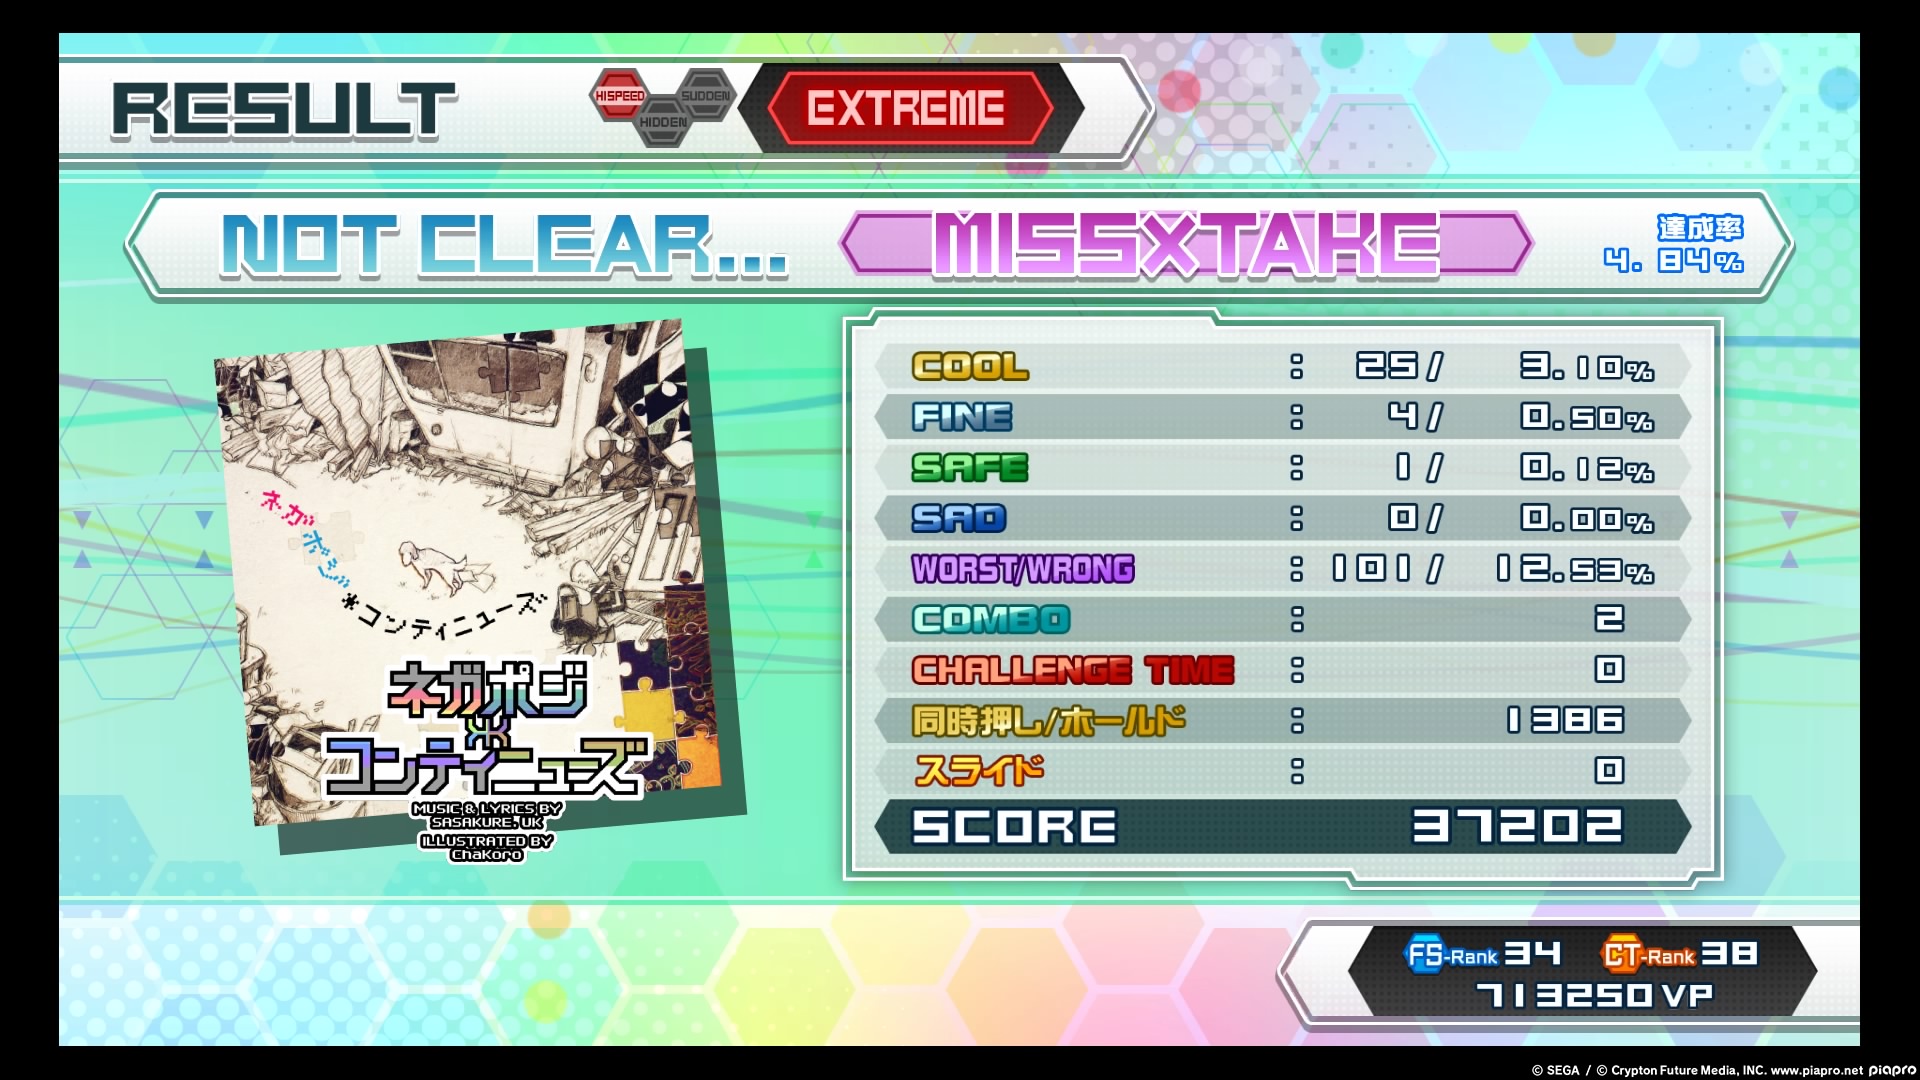 RESULT
HISPEED
HIDDEN
SUDDEN
EXTREME
NOT CLEAR...
MISS×TAKE
達成率
4.84%
COOL : 25/ 3.10%
FINE : 4/ 0.50%
SAFE : 1/ 0.12%
SAD : 0/ 0.00%
WORST/WRONG : 101/ 12.53%
COMBO : 2
CHALLENGE TIME : 0
同時押し/ホールド : 1386
スライド : 0
SCORE 37202
ネガポジ*コンティニューズ
ネガポジ
*
コンティニューズ
MUSIC & LYRICS BY
SASAKURE.UK
ILLUSTRATED BY
ChaKoro
FS-Rank 34 CT-Rank 38
713250 VP
© SEGA / © Crypton Future Media, INC. www.piapro.net piapro